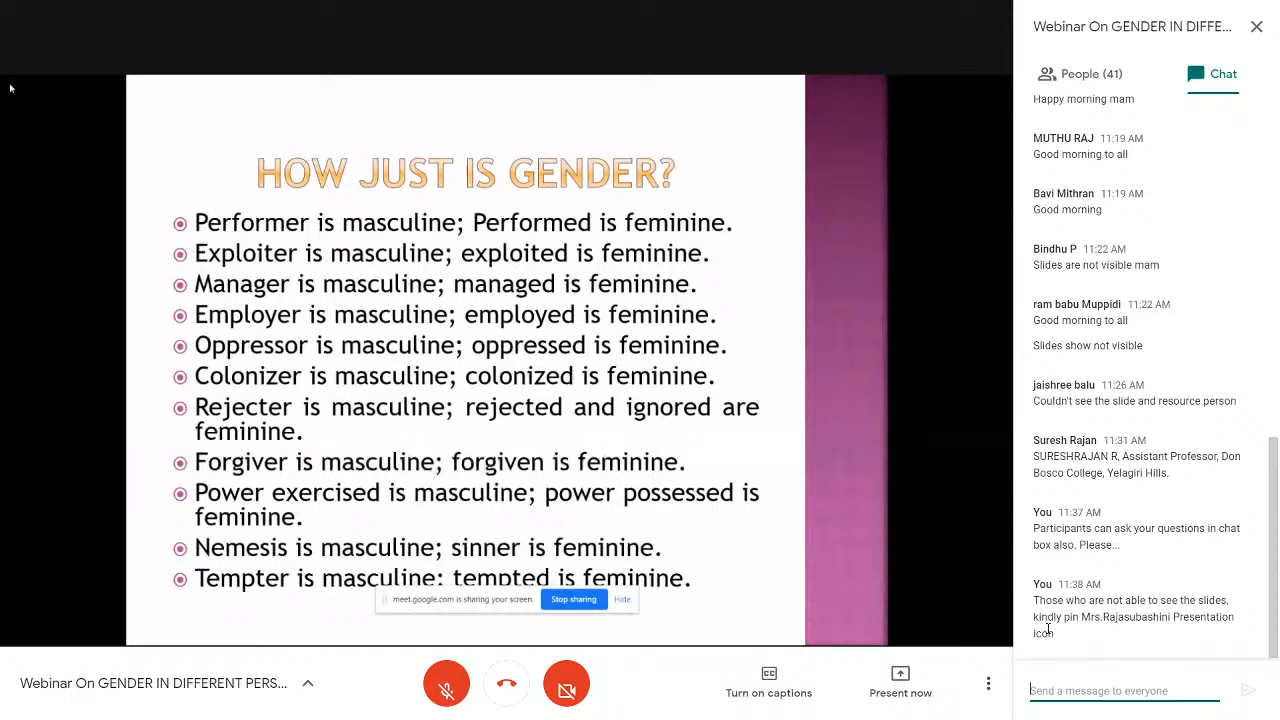 HOW JUST IS GENDER?
Performer is masculine; Performed is feminine.
Exploiter is masculine; exploited is feminine.
Manager is masculine; managed is feminine.
Employer is masculine; employed is feminine.
Oppressor is masculine; oppressed is feminine.
Colonizer is masculine; colonized is feminine.
Rejecter is masculine; rejected and ignored are
feminine.
Forgiver is masculine; forgiven is feminine.
Power exercised is masculine; power possessed is
feminine.
Nemesis is masculine; sinner is feminine.
Tempter is masculine; tempted is feminine.
meet.google.com is sharing your screen. Stop sharing Hide
Webinar On GENDER IN DIFFERENT PERS...
Turn on captions
Present now
Webinar On GENDER IN DIFFE...
People (41) Chat
Happy morning mam
MUTHU RAJ 11:19 AM
Good morning to all
Bavi Mithran 11:19 AM
Good morning
Bindhu P 11:22 AM
Slides are not visible mam
ram babu Muppidi 11:22 AM
Good morning to all
Slides show not visible
jaishree balu 11:26 AM
Couldn't see the slide and resource person
Suresh Rajan 11:31 AM
SURESHRAJAN R, Assistant Professor, Don
Bosco College, Yelagiri Hills.
You 11:37 AM
Participants can ask your questions in chat
box also. Please...
You 11:38 AM
Those who are not able to see the slides,
kindly pin Mrs.Rajasubashini Presentation
icon
Send a message to everyone